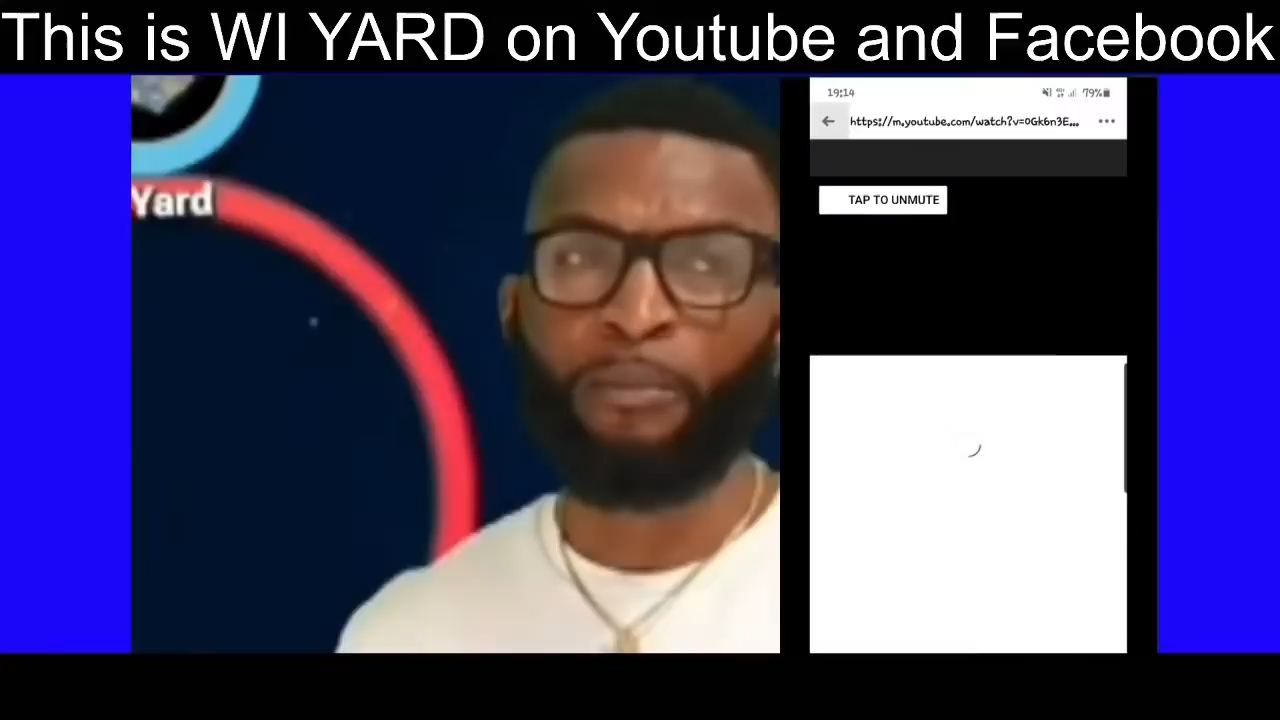 This is WI YARD on Youtube and Facebook
Yard
19:14
79%
https://m.youtube.com/watch?v=0Gk6n3E...
TAP TO UNMUTE